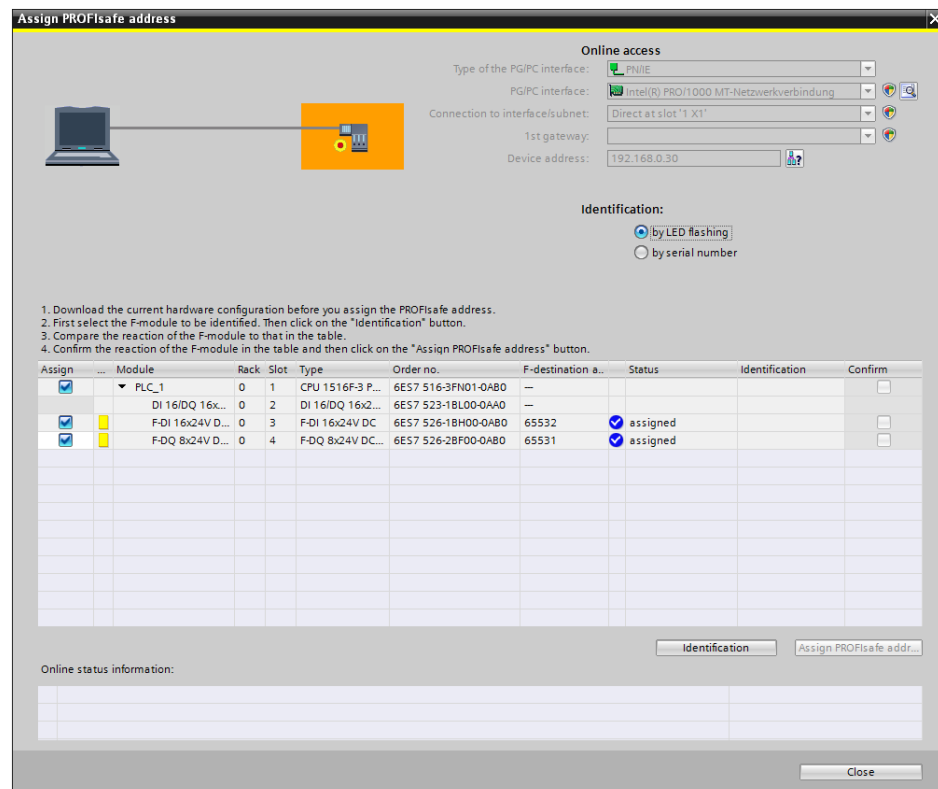 Assign PROFIsafe address
Online access
Type of the PG/PC interface: PN/IE
PG/PC interface: Intel(R) PRO/1000 MT-Netzwerkverbindung
Connection to interface/subnet: Direct at slot '1 X1'
1st gateway:
Device address: 192.168.0.30
Identification:
by LED flashing
by serial number
1. Download the current hardware configuration before you assign the PROFIsafe address.
2. First select the F-module to be identified. Then click on the "Identification" button.
3. Compare the reaction of the F-module to that in the table.
4. Confirm the reaction of the F-module in the table and then click on the "Assign PROFIsafe address" button.
Assign ... Module Rack Slot Type Order no. F-destination a.. Status Identification Confirm
PLC_1 0 1 CPU 1516F-3 P... 6ES7 516-3FN01-0AB0 —
DI 16/DQ 16x... 0 2 DI 16/DQ 16x2... 6ES7 523-1BL00-0AA0 —
F-DI 16x24V D... 0 3 F-DI 16x24V DC 6ES7 526-1BH00-0AB0 65532 assigned
F-DQ 8x24V D... 0 4 F-DQ 8x24V DC... 6ES7 526-2BF00-0AB0 65531 assigned
Identification Assign PROFIsafe addr...
Online status information:
Close